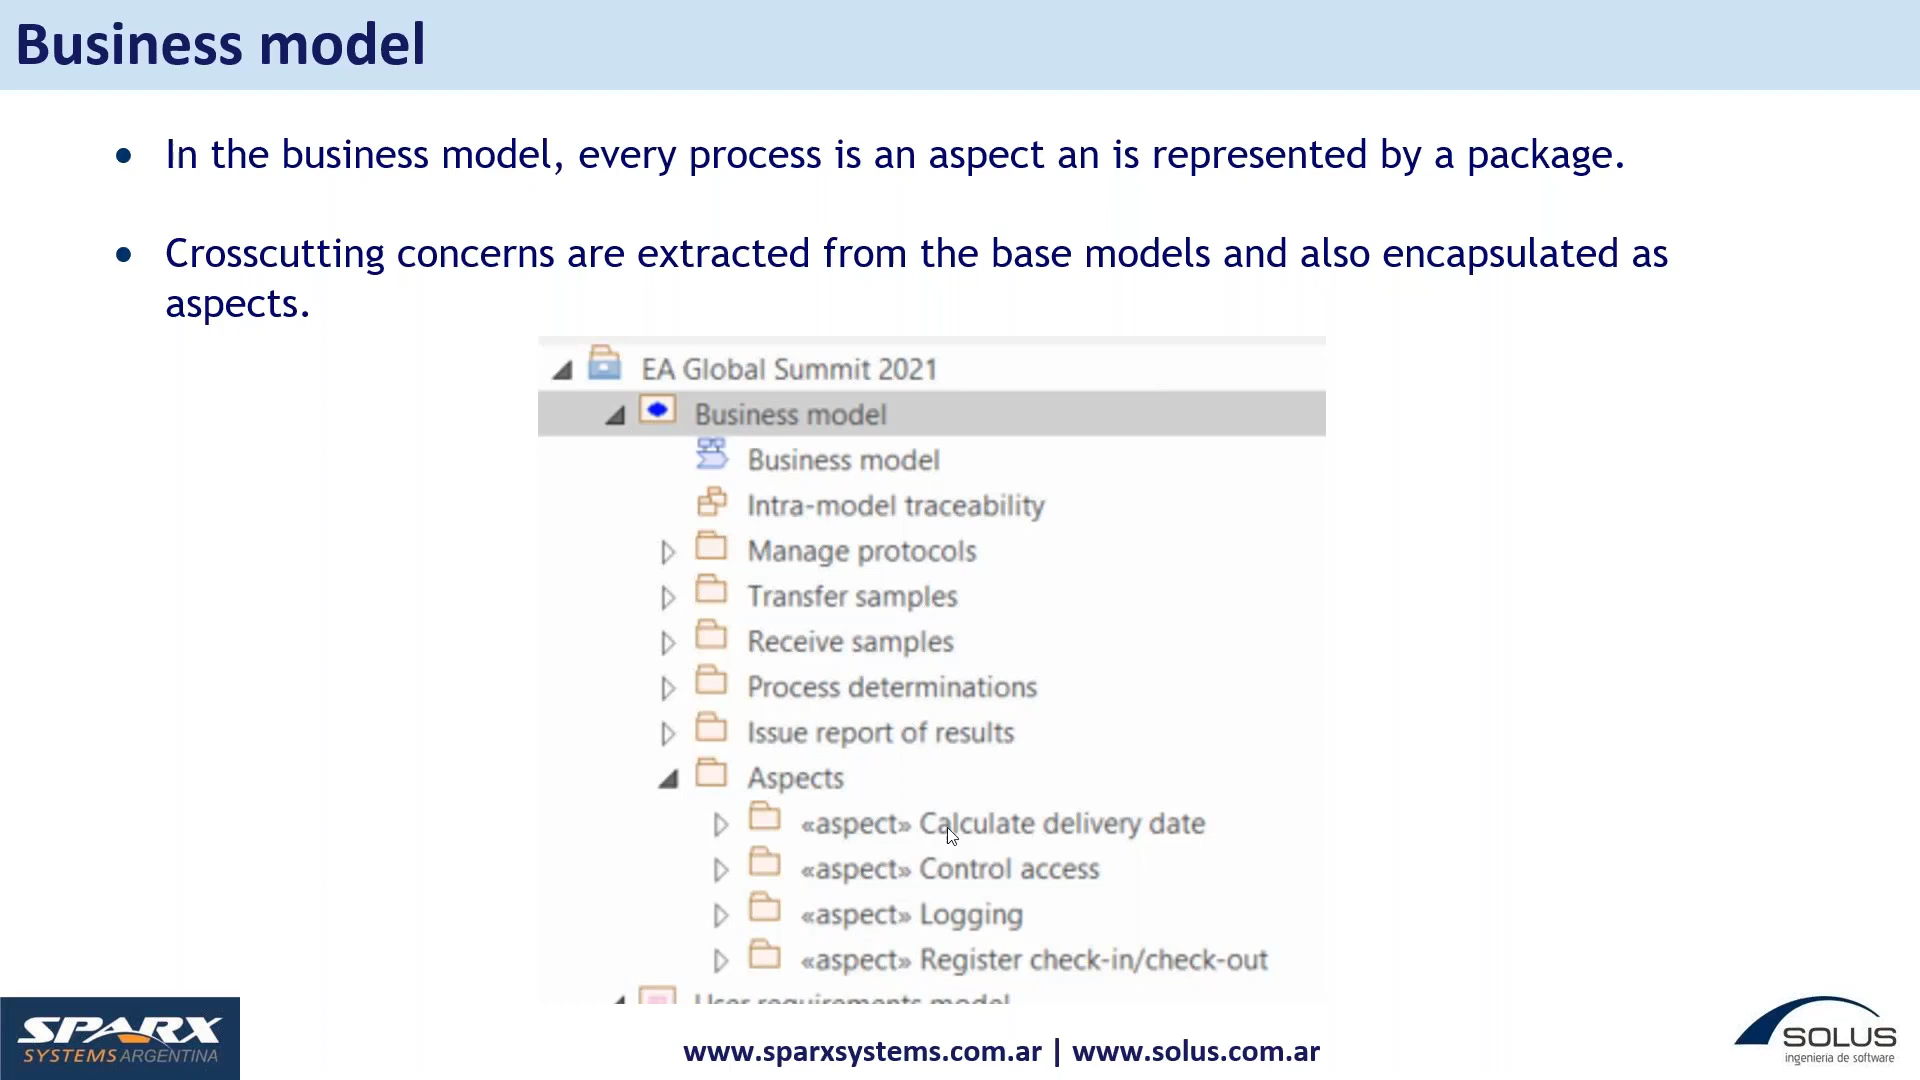 Business model
In the business model, every process is an aspect an is represented by a package.
Crosscutting concerns are extracted from the base models and also encapsulated as
aspects.
EA Global Summit 2021
Business model
Business model
Intra-model traceability
Manage protocols
Transfer samples
Receive samples
Process determinations
Issue report of results
Aspects
«aspect» Calculate delivery date
«aspect» Control access
«aspect» Logging
«aspect» Register check-in/check-out
User requirements model
SPARX
SYSTEMS ARGENTINA
www.sparxsystems.com.ar | www.solus.com.ar
SOLUS
ingeniería de software